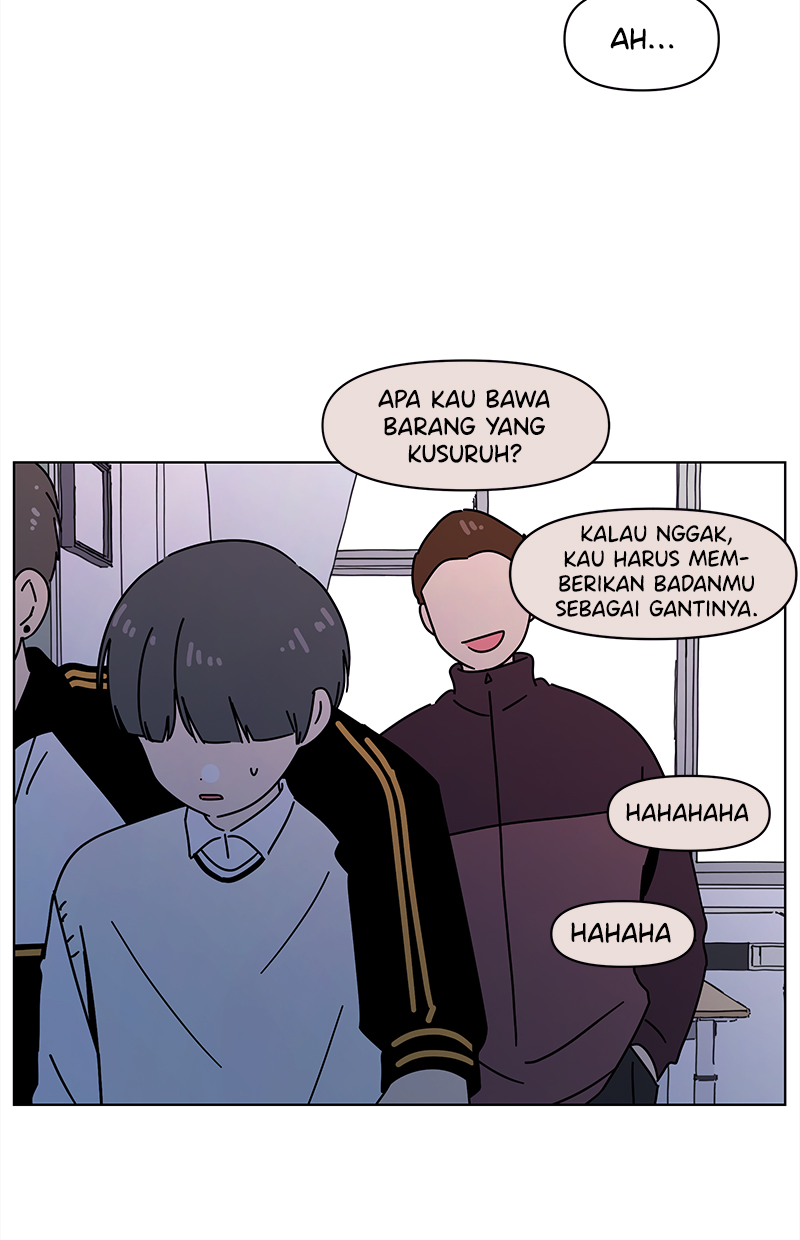 AH...
APA KAU BAWA
BARANG YANG
KUSURUH?
KALAU NGGAK,
KAU HARUS MEM-
BERIKAN BADANMU
SEBAGAI GANTINYA.
HAHAHAHA
HAHAHA